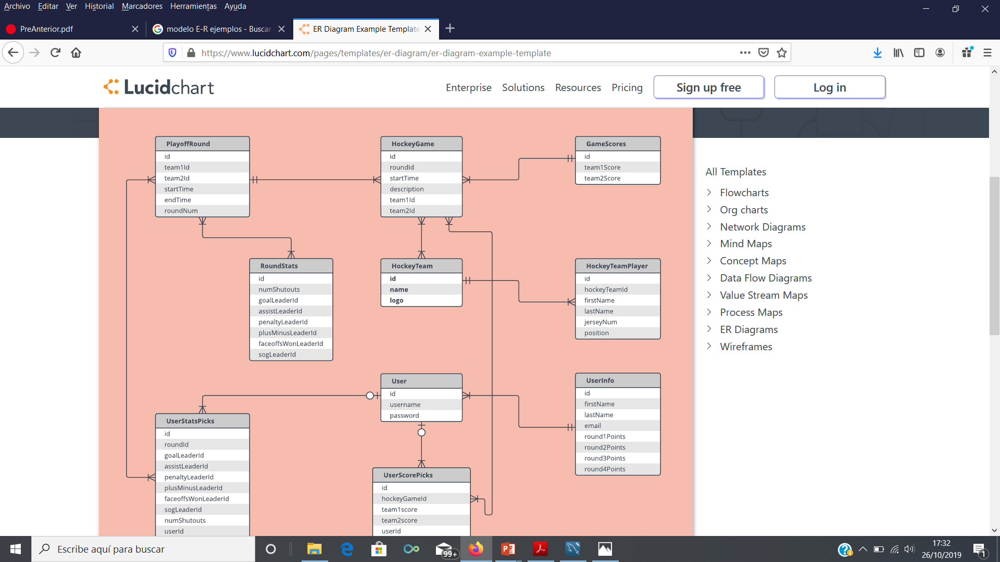 Archivo Editar Ver Historial Marcadores Herramientas Ayuda
PreAnterior.pdf
modelo E-R ejemplos - Buscar
ER Diagram Example Template
https://www.lucidchart.com/pages/templates/er-diagram/er-diagram-example-template
Lucidchart
Enterprise Solutions Resources Pricing Sign up free Log in
PlayoffRound
id
team1Id
team2Id
startTime
endTime
roundNum
HockeyGame
id
roundId
startTime
description
team1Id
team2Id
GameScores
id
team1Score
team2Score
RoundStats
id
numShutouts
goalLeaderId
assistLeaderId
penaltyLeaderId
plusMinusLeaderId
faceoffsWonLeaderId
sogLeaderId
HockeyTeam
id
name
logo
HockeyTeamPlayer
id
hockeyTeamId
firstName
lastName
jerseyNum
position
User
id
username
password
UserInfo
id
firstName
lastName
email
round1Points
round2Points
round3Points
round4Points
UserStatsPicks
id
roundId
goalLeaderId
assistLeaderId
penaltyLeaderId
plusMinusLeaderId
faceoffsWonLeaderId
sogLeaderId
numShutouts
userId
UserScorePicks
id
hockeyGameId
team1score
team2score
userId
All Templates
Flowcharts
Org charts
Network Diagrams
Mind Maps
Concept Maps
Data Flow Diagrams
Value Stream Maps
Process Maps
ER Diagrams
Wireframes
Escribe aquí para buscar
99+
17:32
26/10/2019
1